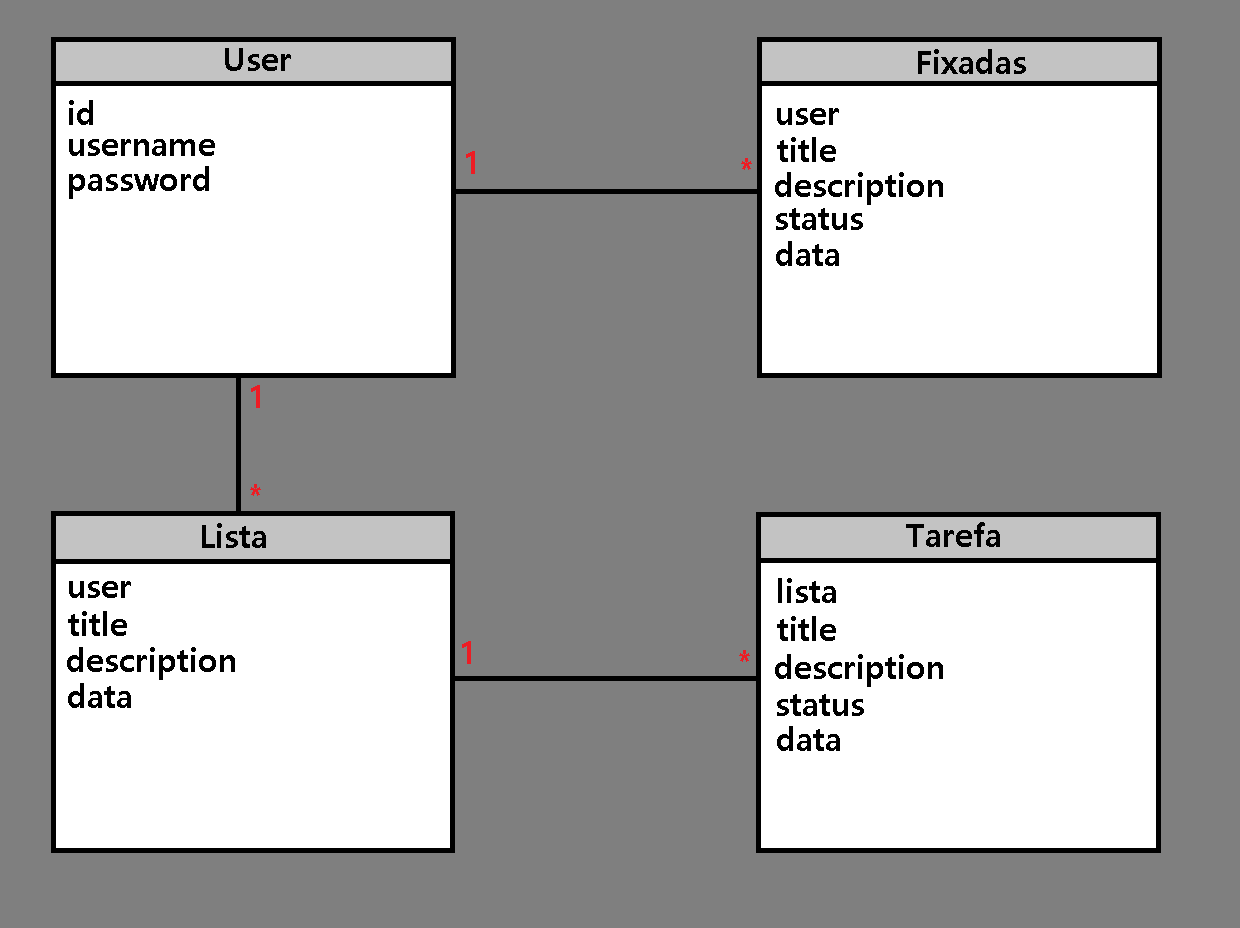 User
id
username
password
1
*
Fixadas
user
title
description
status
data
1
*
Lista
user
title
description
data
1
*
Tarefa
lista
title
description
status
data